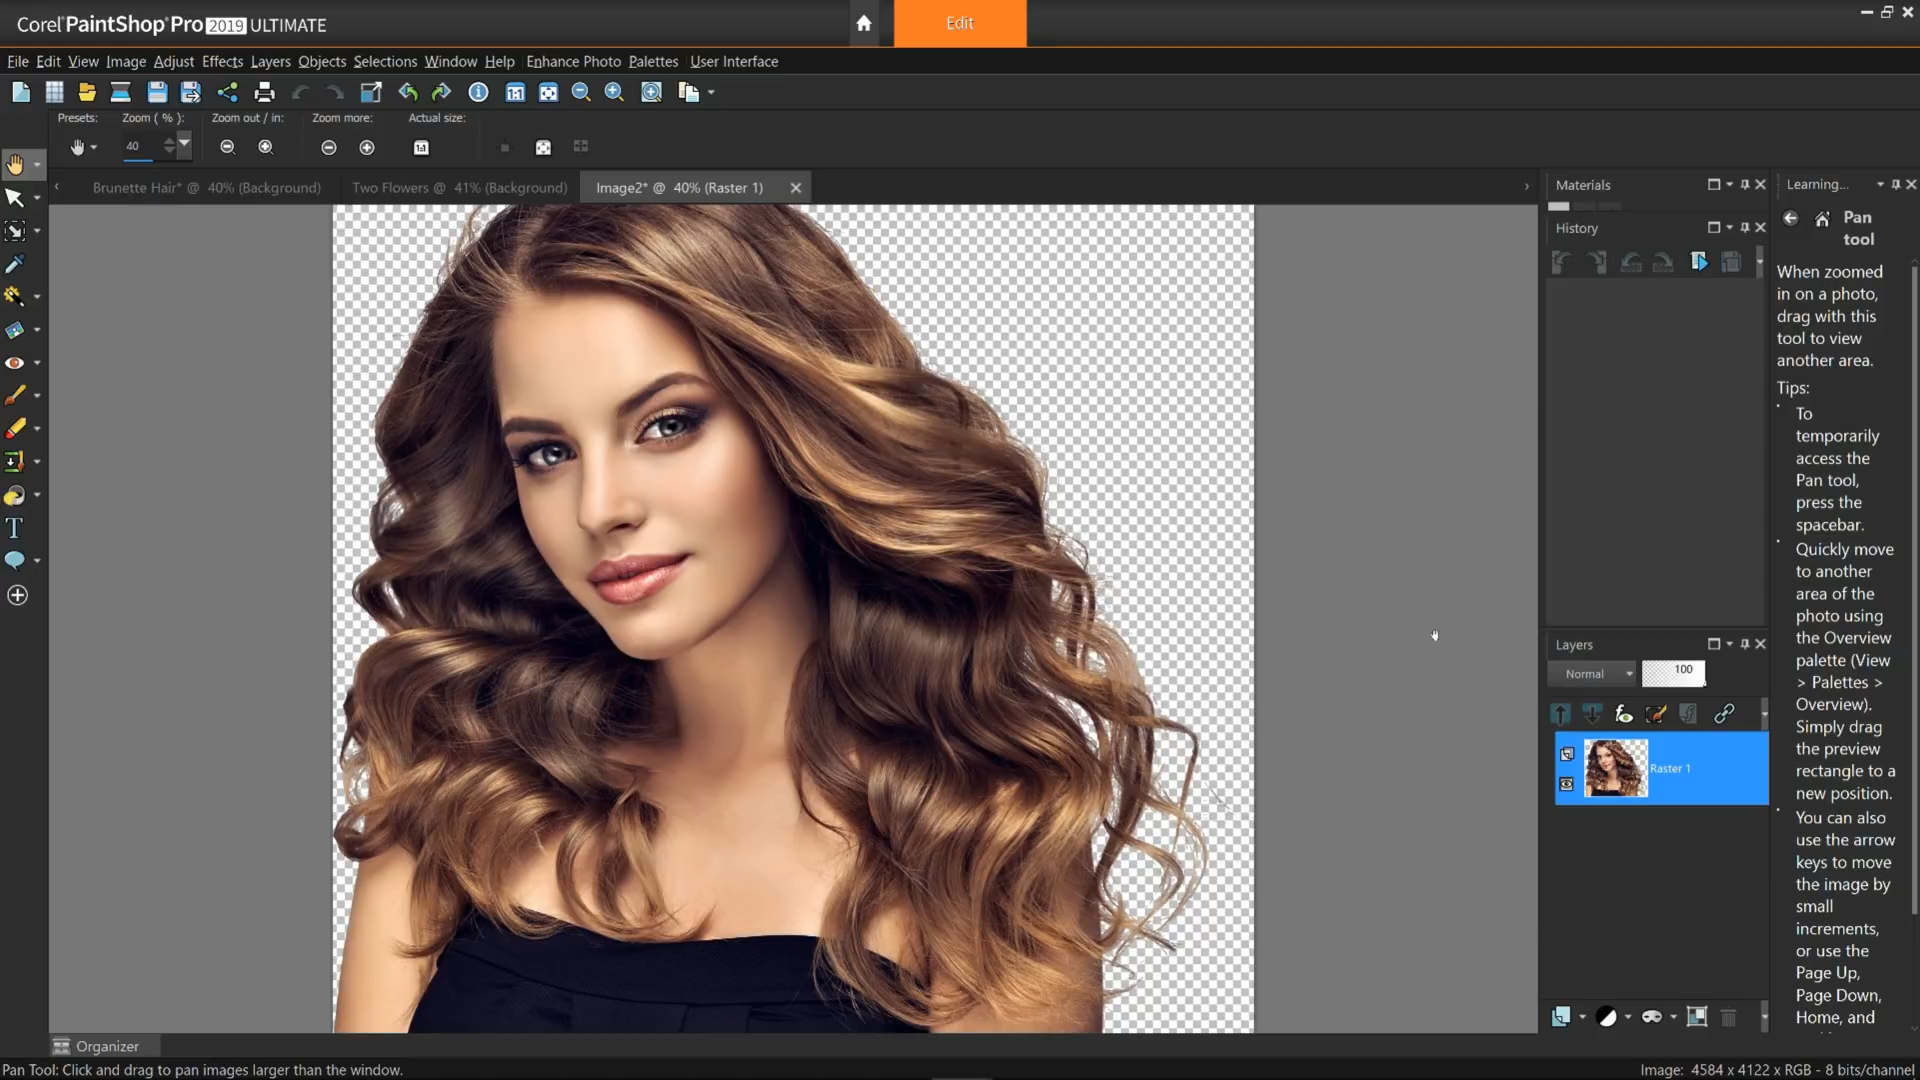 Corel PaintShop Pro 2019 ULTIMATE
Edit
File Edit View Image Adjust Effects Layers Objects Selections Window Help Enhance Photo Palettes User Interface
Presets: Zoom ( % ): Zoom out / in: Zoom more: Actual size:
40
1:1
Brunette Hair* @ 40% (Background)
Two Flowers @ 41% (Background)
Image2* @ 40% (Raster 1)
Materials
History
Layers
Normal
100
Raster 1
Learning...
Pan
tool
When zoomed
in on a photo,
drag with this
tool to view
another area.
Tips:
To
temporarily
access the
Pan tool,
press the
spacebar.
Quickly move
to another
area of the
photo using
the Overview
palette (View
> Palettes >
Overview).
Simply drag
the preview
rectangle to a
new position.
You can also
use the arrow
keys to move
the image by
small
increments,
or use the
Page Up,
Page Down,
Home, and
Organizer
Pan Tool: Click and drag to pan images larger than the window.
Image: 4584 x 4122 x RGB - 8 bits/channel